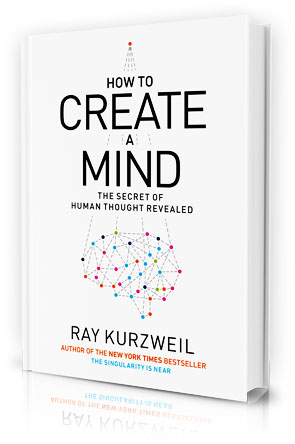 HOW TO
CREATE
A
MIND
THE SECRET OF
HUMAN THOUGHT REVEALED
RAY KURZWEIL
AUTHOR OF THE NEW YORK TIMES BESTSELLER
THE SINGULARITY IS NEAR